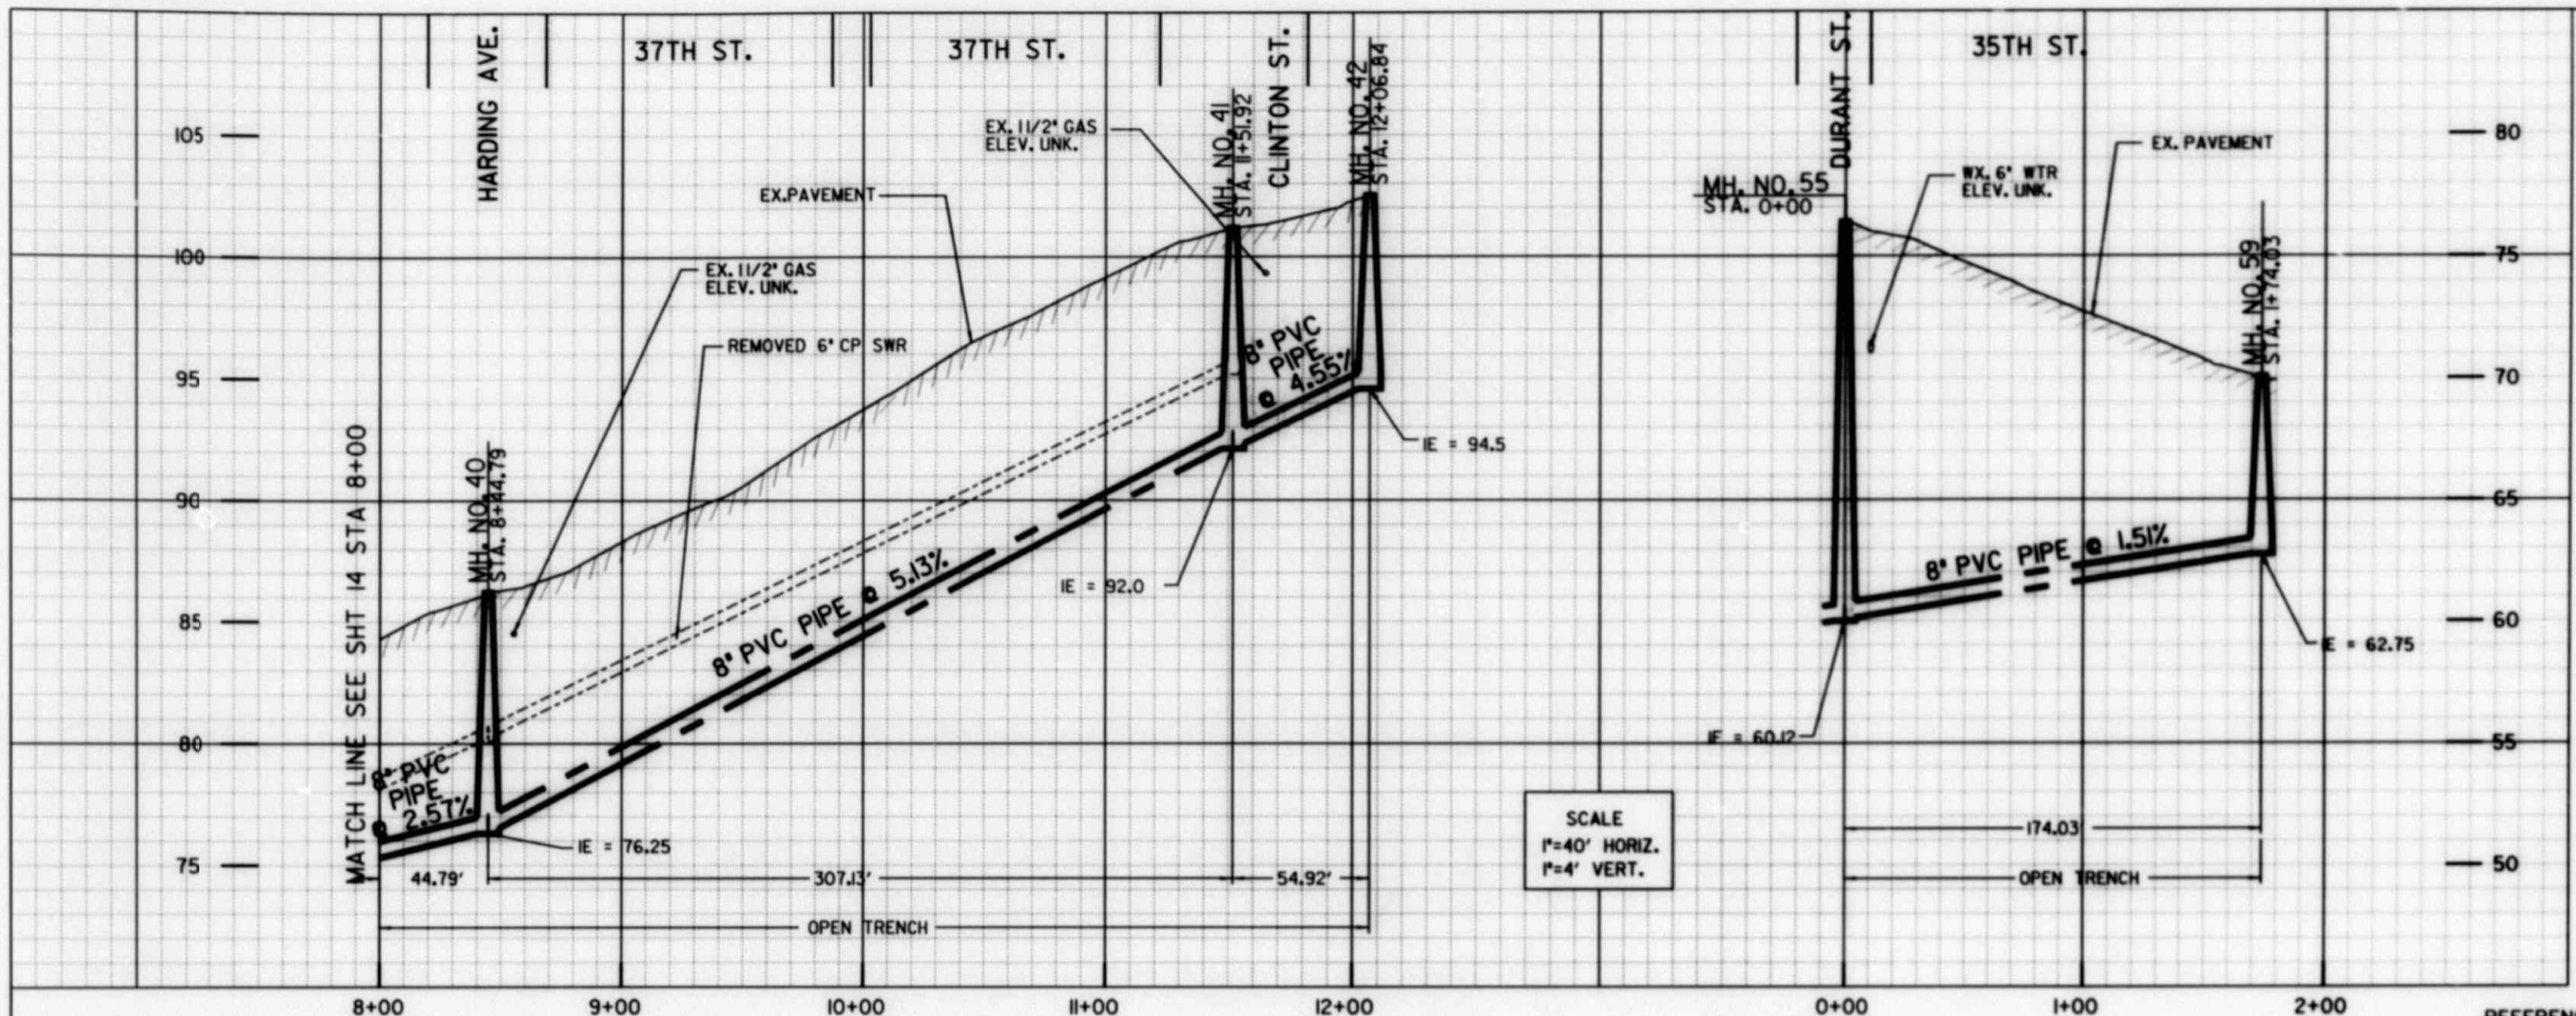 HARDING AVE.
37TH ST.
37TH ST.
CLINTON ST.
DURANT ST.
35TH ST.
105
100
95
90
85
80
75
80
75
70
65
60
55
50
MATCH LINE SEE SHT 14 STA 8+00
MH. NO. 40
STA. 8+44.79
EX. 1 1/2" GAS
ELEV. UNK.
REMOVED 6" CP SWR
EX.PAVEMENT
EX. 1 1/2" GAS
ELEV. UNK.
MH. NO. 41
STA. 11+51.92
MH. NO. 42
STA. 12+06.84
8" PVC
PIPE
@ 2.57%
8" PVC PIPE @ 5.13%
8" PVC
PIPE
@ 4.55%
IE = 76.25
IE = 92.0
IE = 94.5
44.79'
307.13'
54.92'
OPEN TRENCH
MH. NO. 55
STA. 0+00
WX. 6" WTR
ELEV. UNK.
EX. PAVEMENT
MH. NO. 59
STA. 1+74.03
8" PVC PIPE @ 1.51%
IE = 60.12
IE = 62.75
174.03
OPEN TRENCH
SCALE
1"=40' HORIZ.
1"=4' VERT.
8+00
9+00
10+00
11+00
12+00
0+00
1+00
2+00